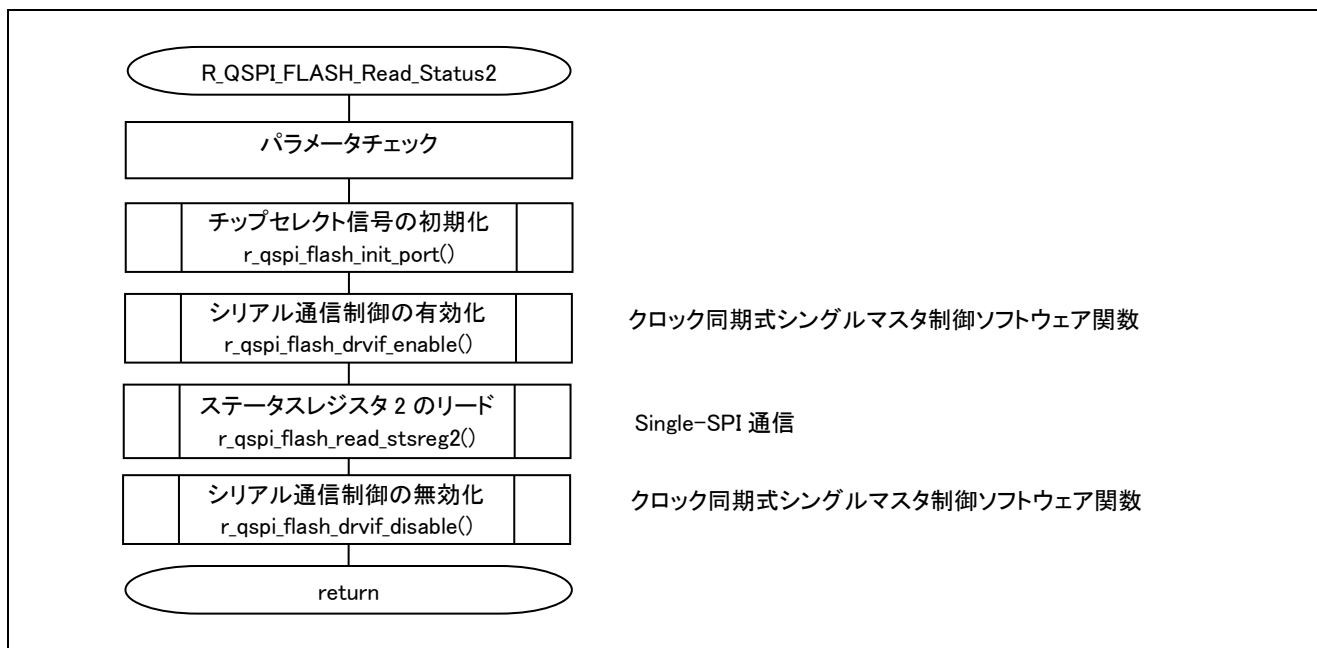 R_QSPI_FLASH_Read_Status2
パラメータチェック
チップセレクト信号の初期化
r_qspi_flash_init_port()
シリアル通信制御の有効化
r_qspi_flash_drvif_enable()
クロック同期式シングルマスタ制御ソフトウェア関数
ステータスレジスタ 2 のリード
r_qspi_flash_read_stsreg2()
Single-SPI 通信
シリアル通信制御の無効化
r_qspi_flash_drvif_disable()
クロック同期式シングルマスタ制御ソフトウェア関数
return